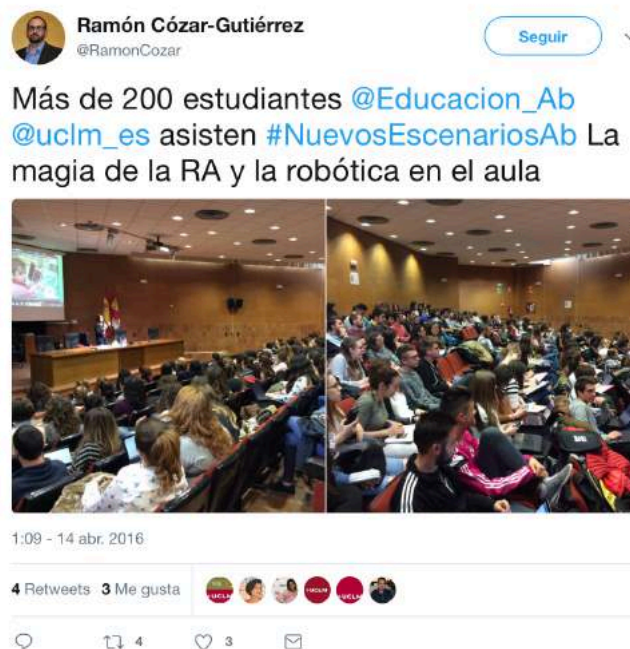 Ramón Cózar-Gutiérrez
@RamonCozar
Seguir
Más de 200 estudiantes @Educacion_Ab
@uclm_es asisten #NuevosEscenariosAb La
magia de la RA y la robótica en el aula
1:09 - 14 abr. 2016
4 Retweets 3 Me gusta
4
3